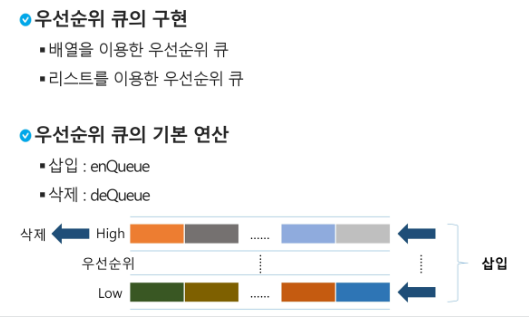 우선순위 큐의 구현
▪ 배열을 이용한 우선순위 큐
▪ 리스트를 이용한 우선순위 큐
우선순위 큐의 기본 연산
▪ 삽입 : enQueue
▪ 삭제 : deQueue
삭제 High ......
우선순위 삽입
Low ......